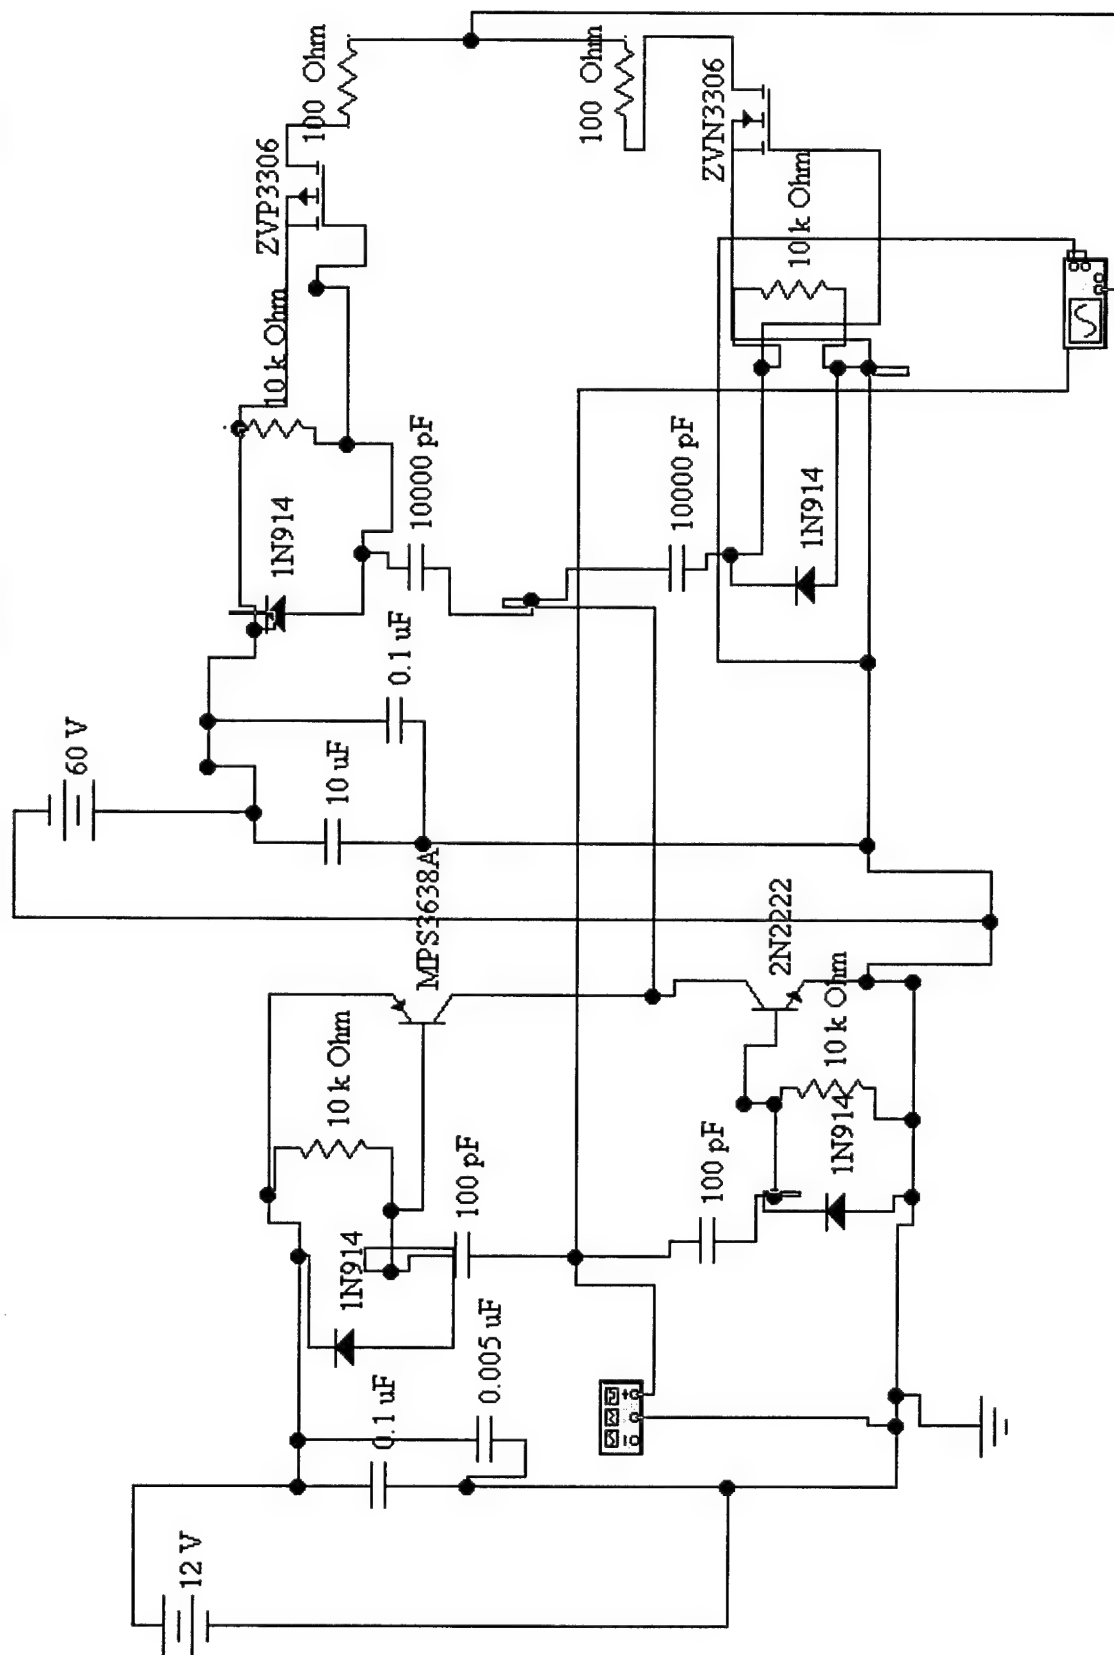 12 V
0.1 uF
0.005 uF
1N914
10 k Ohm
100 pF
MPS3638A
100 pF
1N914
10 k Ohm
2N2222
60 V
10 uF
0.1 uF
1N914
10 k Ohm
10000 pF
ZVP3306
100 Ohm
10000 pF
1N914
10 k Ohm
ZVN3306
100 Ohm